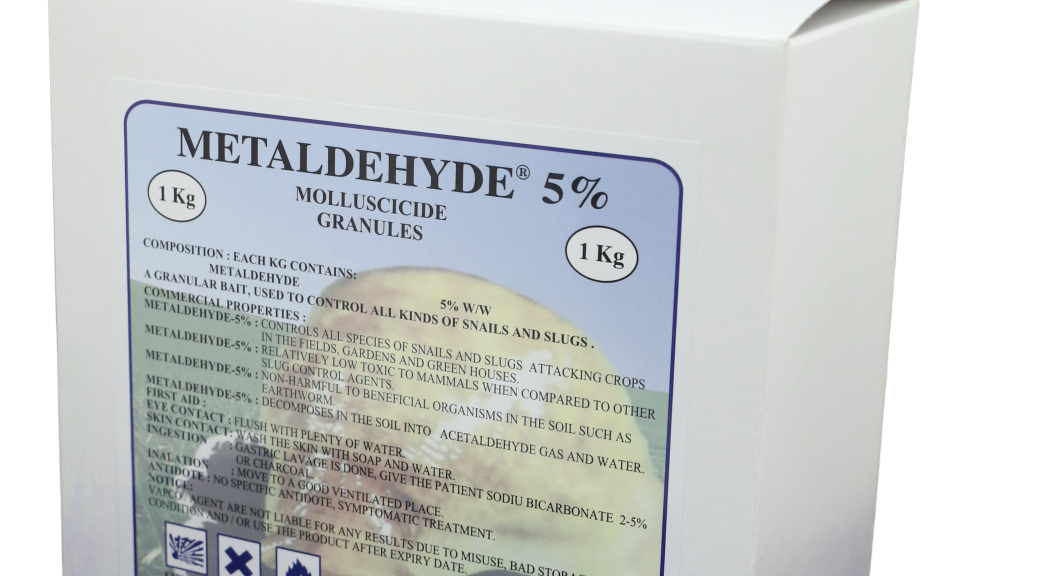 METALDEHYDE® 5%
1 Kg
MOLLUSCICIDE
GRANULES
1 Kg
COMPOSITION : EACH KG CONTAINS:
METALDEHYDE 5% W/W
A GRANULAR BAIT, USED TO CONTROL ALL KINDS OF SNAILS AND SLUGS .
COMMERCIAL PROPERTIES :
METALDEHYDE-5% : CONTROLS ALL SPECIES OF SNAILS AND SLUGS ATTACKING CROPS
IN THE FIELDS, GARDENS AND GREEN HOUSES.
METALDEHYDE-5% : RELATIVELY LOW TOXIC TO MAMMALS WHEN COMPARED TO OTHER
SLUG CONTROL AGENTS.
METALDEHYDE-5% : NON-HARMFUL TO BENEFICIAL ORGANISMS IN THE SOIL SUCH AS
EARTHWORM.
METALDEHYDE-5% : DECOMPOSES IN THE SOIL INTO ACETALDEHYDE GAS AND WATER.
FIRST AID :
EYE CONTACT : FLUSH WITH PLENTY OF WATER.
SKIN CONTACT : WASH THE SKIN WITH SOAP AND WATER.
INGESTION : GASTRIC LAVAGE IS DONE, GIVE THE PATIENT SODIU BICARBONATE 2-5%
OR CHARCOAL.
INALATION : MOVE TO A GOOD VENTILATED PLACE.
ANTIDOTE : NO SPECIFIC ANTIDOTE, SYMPTOMATIC TREATMENT.
NOTICE:
VAPCO/AGENT ARE NOT LIABLE FOR ANY RESULTS DUE TO MISUSE, BAD
CONDITION AND / OR USE THE PRODUCT AFTER EXPIRY DATE.